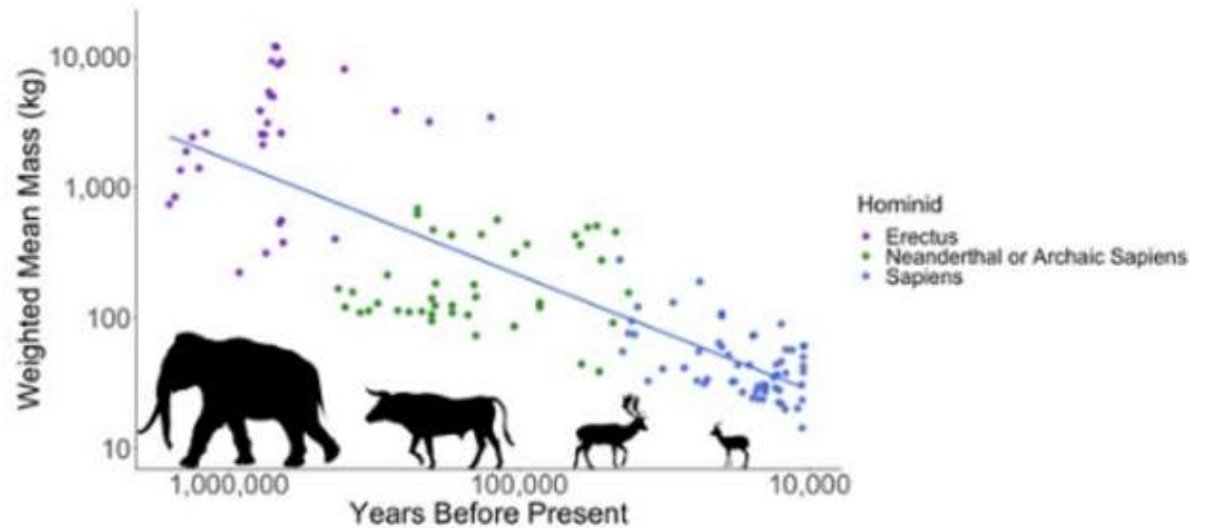 Weighted Mean Mass (kg)
10,000
1,000
100
10
1,000,000
100,000
10,000
Years Before Present
Hominid
Erectus
Neanderthal or Archaic Sapiens
Sapiens